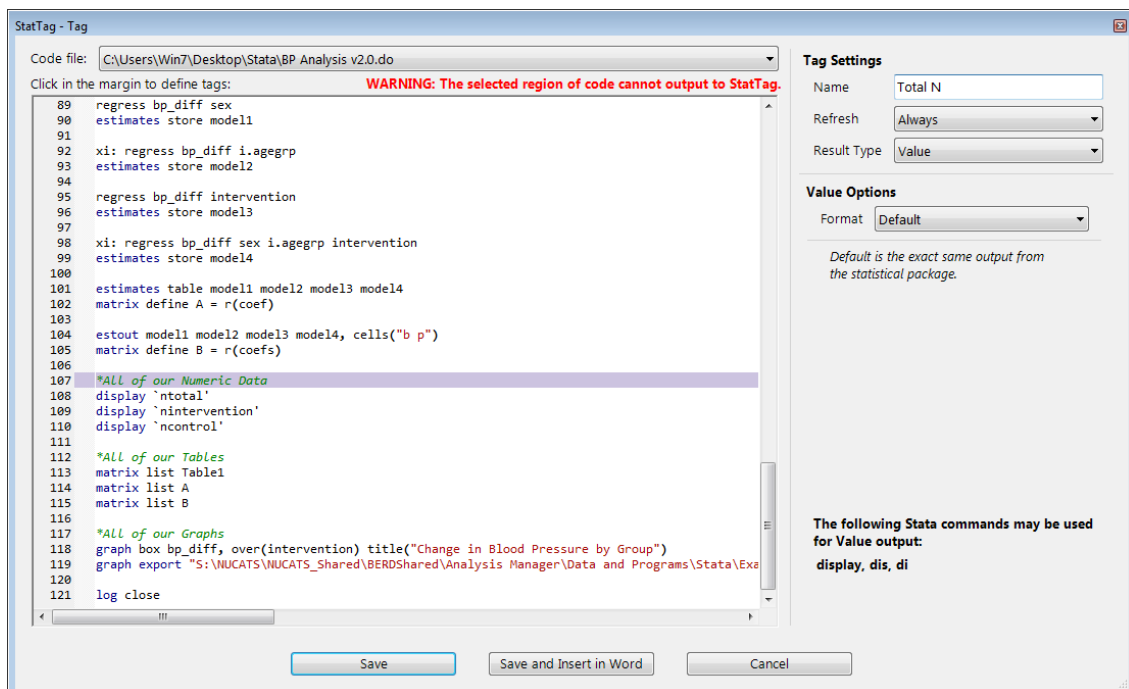 StatTag - Tag
Code file: C:\Users\Win7\Desktop\Stata\BP Analysis v2.0.do
Click in the margin to define tags: WARNING: The selected region of code cannot output to StatTag.
89 regress bp_diff sex
90 estimates store model1
91
92 xi: regress bp_diff i.agegrp
93 estimates store model2
94
95 regress bp_diff intervention
96 estimates store model3
97
98 xi: regress bp_diff sex i.agegrp intervention
99 estimates store model4
100
101 estimates table model1 model2 model3 model4
102 matrix define A = r(coef)
103
104 estout model1 model2 model3 model4, cells("b p")
105 matrix define B = r(coefs)
106
107 *All of our Numeric Data
108 display `ntotal'
109 display `nintervention'
110 display `ncontrol'
111
112 *All of our Tables
113 matrix list Table1
114 matrix list A
115 matrix list B
116
117 *All of our Graphs
118 graph box bp_diff, over(intervention) title("Change in Blood Pressure by Group")
119 graph export "S:\NUCATS\NUCATS_Shared\BERDShared\Analysis Manager\Data and Programs\Stata\Exa
120
121 log close
Tag Settings
Name Total N
Refresh Always
Result Type Value
Value Options
Format Default
Default is the exact same output from
the statistical package.
The following Stata commands may be used
for Value output:
display, dis, di
Save
Save and Insert in Word
Cancel